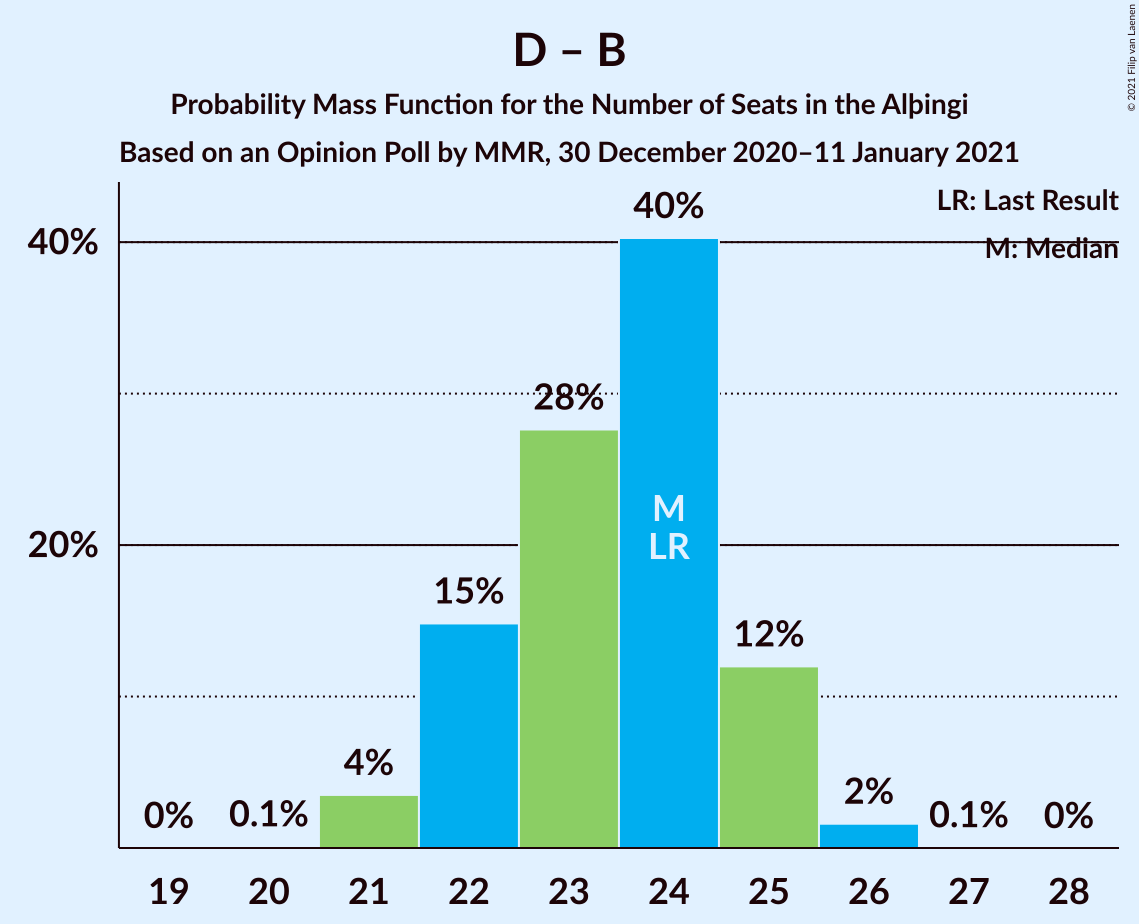 D – B
Probability Mass Function for the Number of Seats in the Alþingi
Based on an Opinion Poll by MMR, 30 December 2020–11 January 2021
© 2021 Filip van Laenen
LR: Last Result
M: Median
40%
20%
0%
0.1%
4%
15%
28%
40%
M
LR
12%
2%
0.1%
0%
19 20 21 22 23 24 25 26 27 28